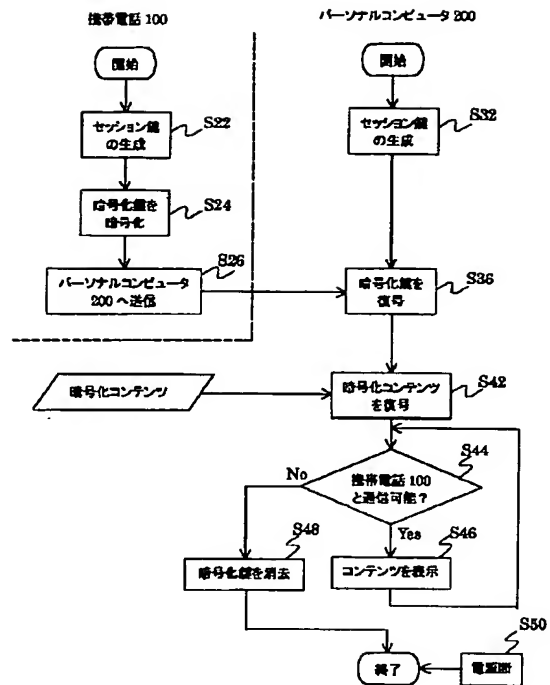 携帯電話 100
パーソナルコンピュータ 200
開始
開始
セッション鍵
の生成
S22
セッション鍵
の生成
S32
暗号化鍵を
暗号化
S24
パーソナルコンピュータ
200 へ送信
S26
暗号化鍵を
復号
S36
暗号化コンテンツ
暗号化コンテンツ
を復号
S42
携帯電話 100
と通信可能？
S44
No
Yes
暗号化鍵を消去
S48
コンテンツを表示
S46
終了
電源断
S50